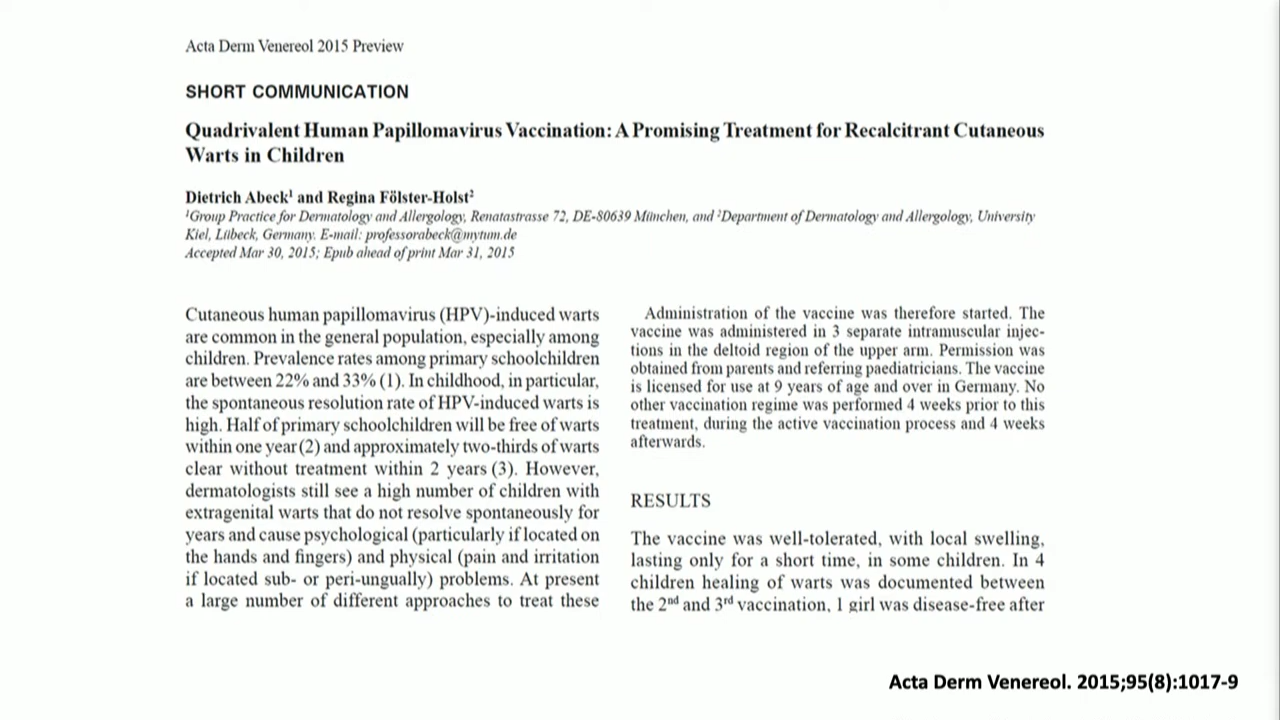 Acta Derm Venereol 2015 Preview
SHORT COMMUNICATION
Quadrivalent Human Papillomavirus Vaccination: A Promising Treatment for Recalcitrant Cutaneous
Warts in Children
Dietrich Abeck¹ and Regina Fölster-Holst²
¹Group Practice for Dermatology and Allergology, Renatastrasse 72, DE-80639 München, and ²Department of Dermatology and Allergology, University
Kiel, Lübeck, Germany. E-mail: professorabeck@mytum.de
Accepted Mar 30, 2015; Epub ahead of print Mar 31, 2015
Cutaneous human papillomavirus (HPV)-induced warts
are common in the general population, especially among
children. Prevalence rates among primary schoolchildren
are between 22% and 33% (1). In childhood, in particular,
the spontaneous resolution rate of HPV-induced warts is
high. Half of primary schoolchildren will be free of warts
within one year (2) and approximately two-thirds of warts
clear without treatment within 2 years (3). However,
dermatologists still see a high number of children with
extragenital warts that do not resolve spontaneously for
years and cause psychological (particularly if located on
the hands and fingers) and physical (pain and irritation
if located sub- or peri-ungually) problems. At present
a large number of different approaches to treat these
Administration of the vaccine was therefore started. The
vaccine was administered in 3 separate intramuscular injec-
tions in the deltoid region of the upper arm. Permission was
obtained from parents and referring paediatricians. The vaccine
is licensed for use at 9 years of age and over in Germany. No
other vaccination regime was performed 4 weeks prior to this
treatment, during the active vaccination process and 4 weeks
afterwards.
RESULTS
The vaccine was well-tolerated, with local swelling,
lasting only for a short time, in some children. In 4
children healing of warts was documented between
the 2nd and 3rd vaccination, 1 girl was disease-free after
Acta Derm Venereol. 2015;95(8):1017-9